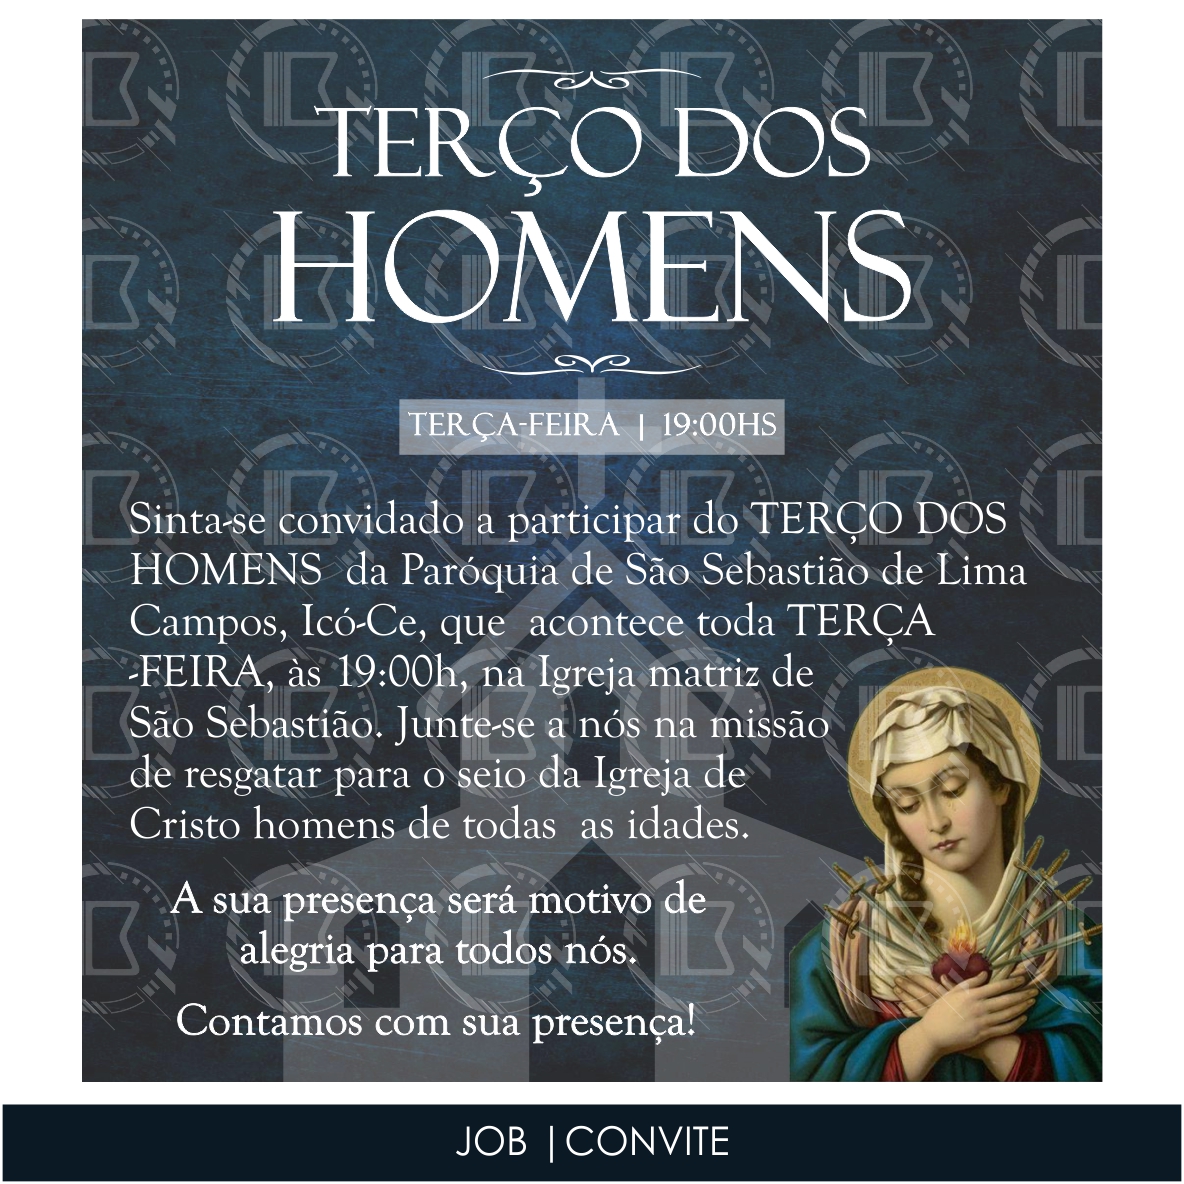 TERÇO DOS
HOMENS
TERÇA-FEIRA | 19:00HS
Sinta-se convidado a participar do TERÇO DOS
HOMENS da Paróquia de São Sebastião de Lima
Campos, Icó-Ce, que acontece toda TERÇA
-FEIRA, às 19:00h, na Igreja matriz de
São Sebastião. Junte-se a nós na missão
de resgatar para o seio da Igreja de
Cristo homens de todas as idades.
A sua presença será motivo de
alegria para todos nós.
Contamos com sua presença!
JOB |CONVITE